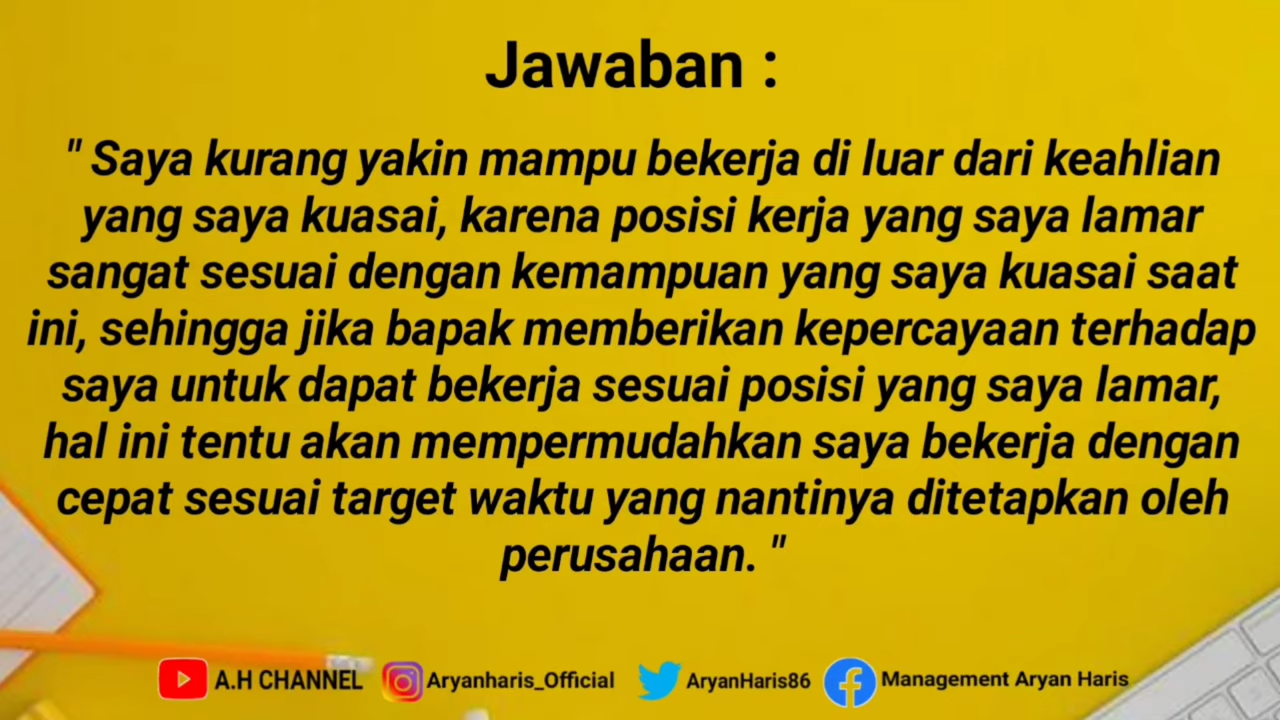 Jawaban :
" Saya kurang yakin mampu bekerja di luar dari keahlian
yang saya kuasai, karena posisi kerja yang saya lamar
sangat sesuai dengan kemampuan yang saya kuasai saat
ini, sehingga jika bapak memberikan kepercayaan terhadap
saya untuk dapat bekerja sesuai posisi yang saya lamar,
hal ini tentu akan mempermudahkan saya bekerja dengan
cepat sesuai target waktu yang nantinya ditetapkan oleh
perusahaan. "
A.H CHANNEL Aryanharis_Official AryanHaris86 Management Aryan Haris